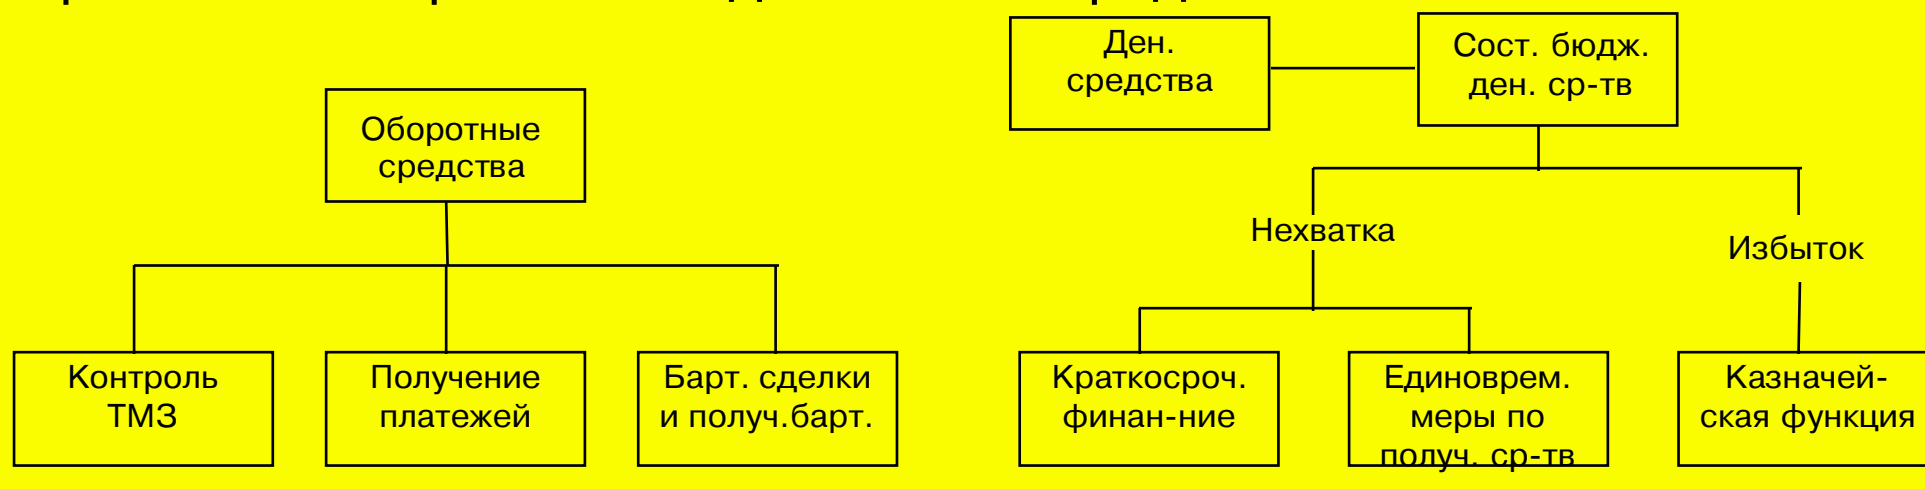 Оборотные
средства
Контроль
ТМЗ
Получение
платежей
Барт. сделки
и получ.барт.
Ден.
средства
Сост. бюдж.
ден. ср-тв
Нехватка
Избыток
Краткосроч.
финан-ние
Единоврем.
меры по
получ. ср-тв
Казначей-
ская функция